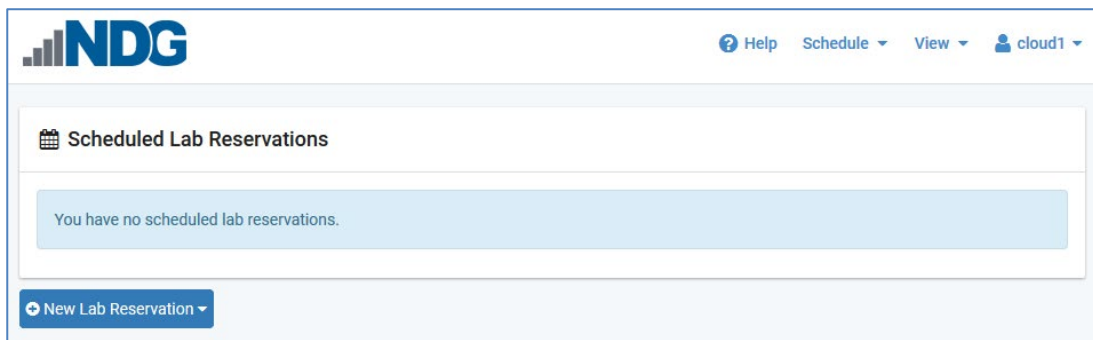 NDG
Help Schedule View cloud1
Scheduled Lab Reservations
You have no scheduled lab reservations.
New Lab Reservation